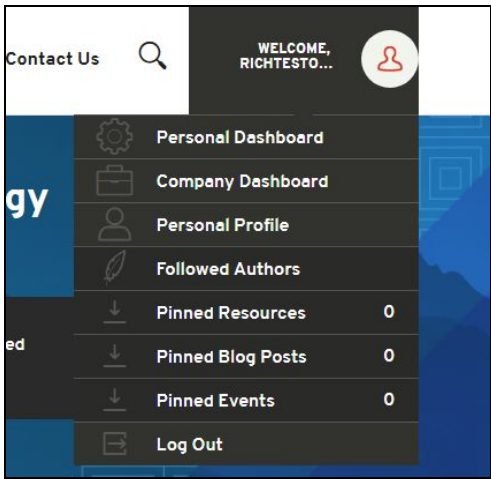 Contact Us
WELCOME,
RICHTESTO...
Personal Dashboard
gy
Company Dashboard
Personal Profile
Followed Authors
Pinned Resources 0
ed
Pinned Blog Posts 0
Pinned Events 0
Log Out